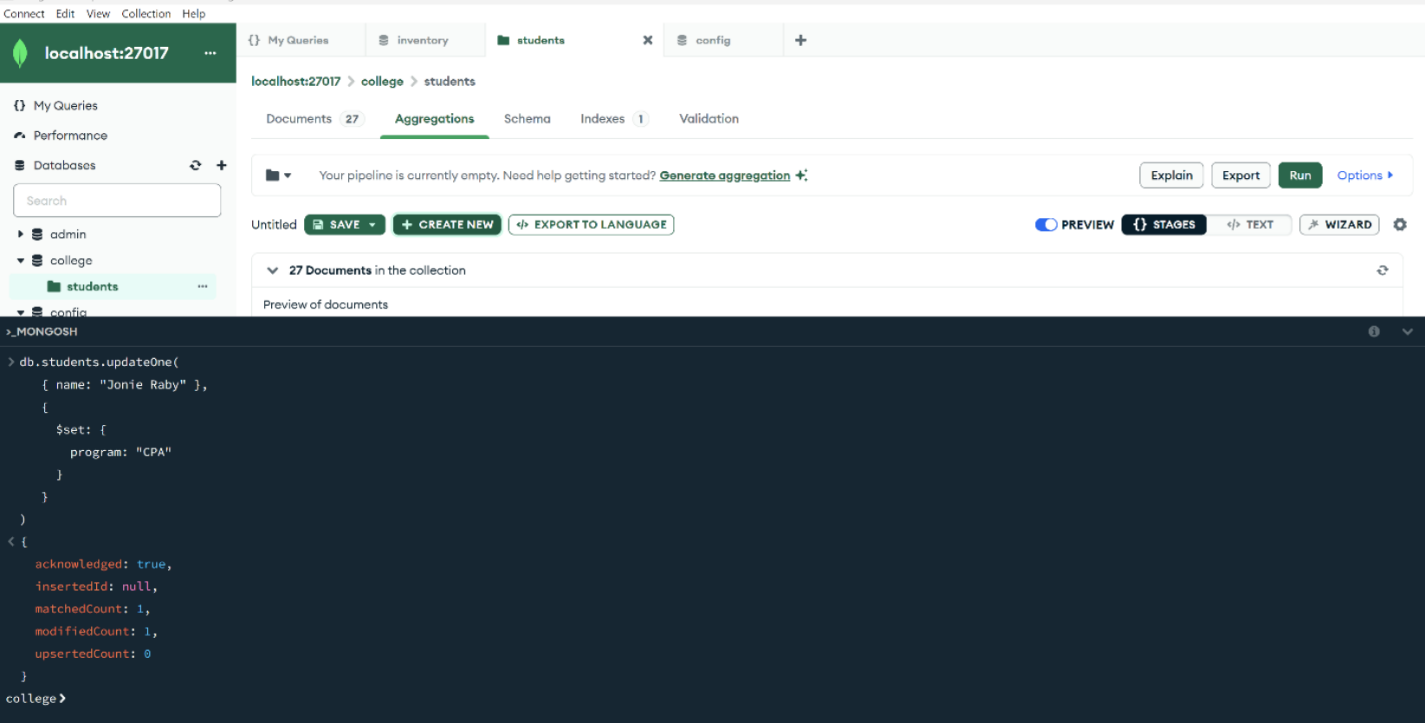 Connect Edit View Collection Help
localhost:27017 ...
{} My Queries inventory students × config +
localhost:27017 > college > students
{} My Queries
Performance
Databases +
Search
admin
college
students ...
config
Documents 27 Aggregations Schema Indexes 1 Validation
Your pipeline is currently empty. Need help getting started? Generate aggregation Explain Export Run Options
Untitled SAVE + CREATE NEW </> EXPORT TO LANGUAGE PREVIEW {} STAGES </> TEXT WIZARD
27 Documents in the collection
Preview of documents
>_MONGOSH
> db.students.updateOne(
{ name: "Jonie Raby" },
{
$set: {
program: "CPA"
}
}
)
< {
acknowledged: true,
insertedId: null,
matchedCount: 1,
modifiedCount: 1,
upsertedCount: 0
}
college>